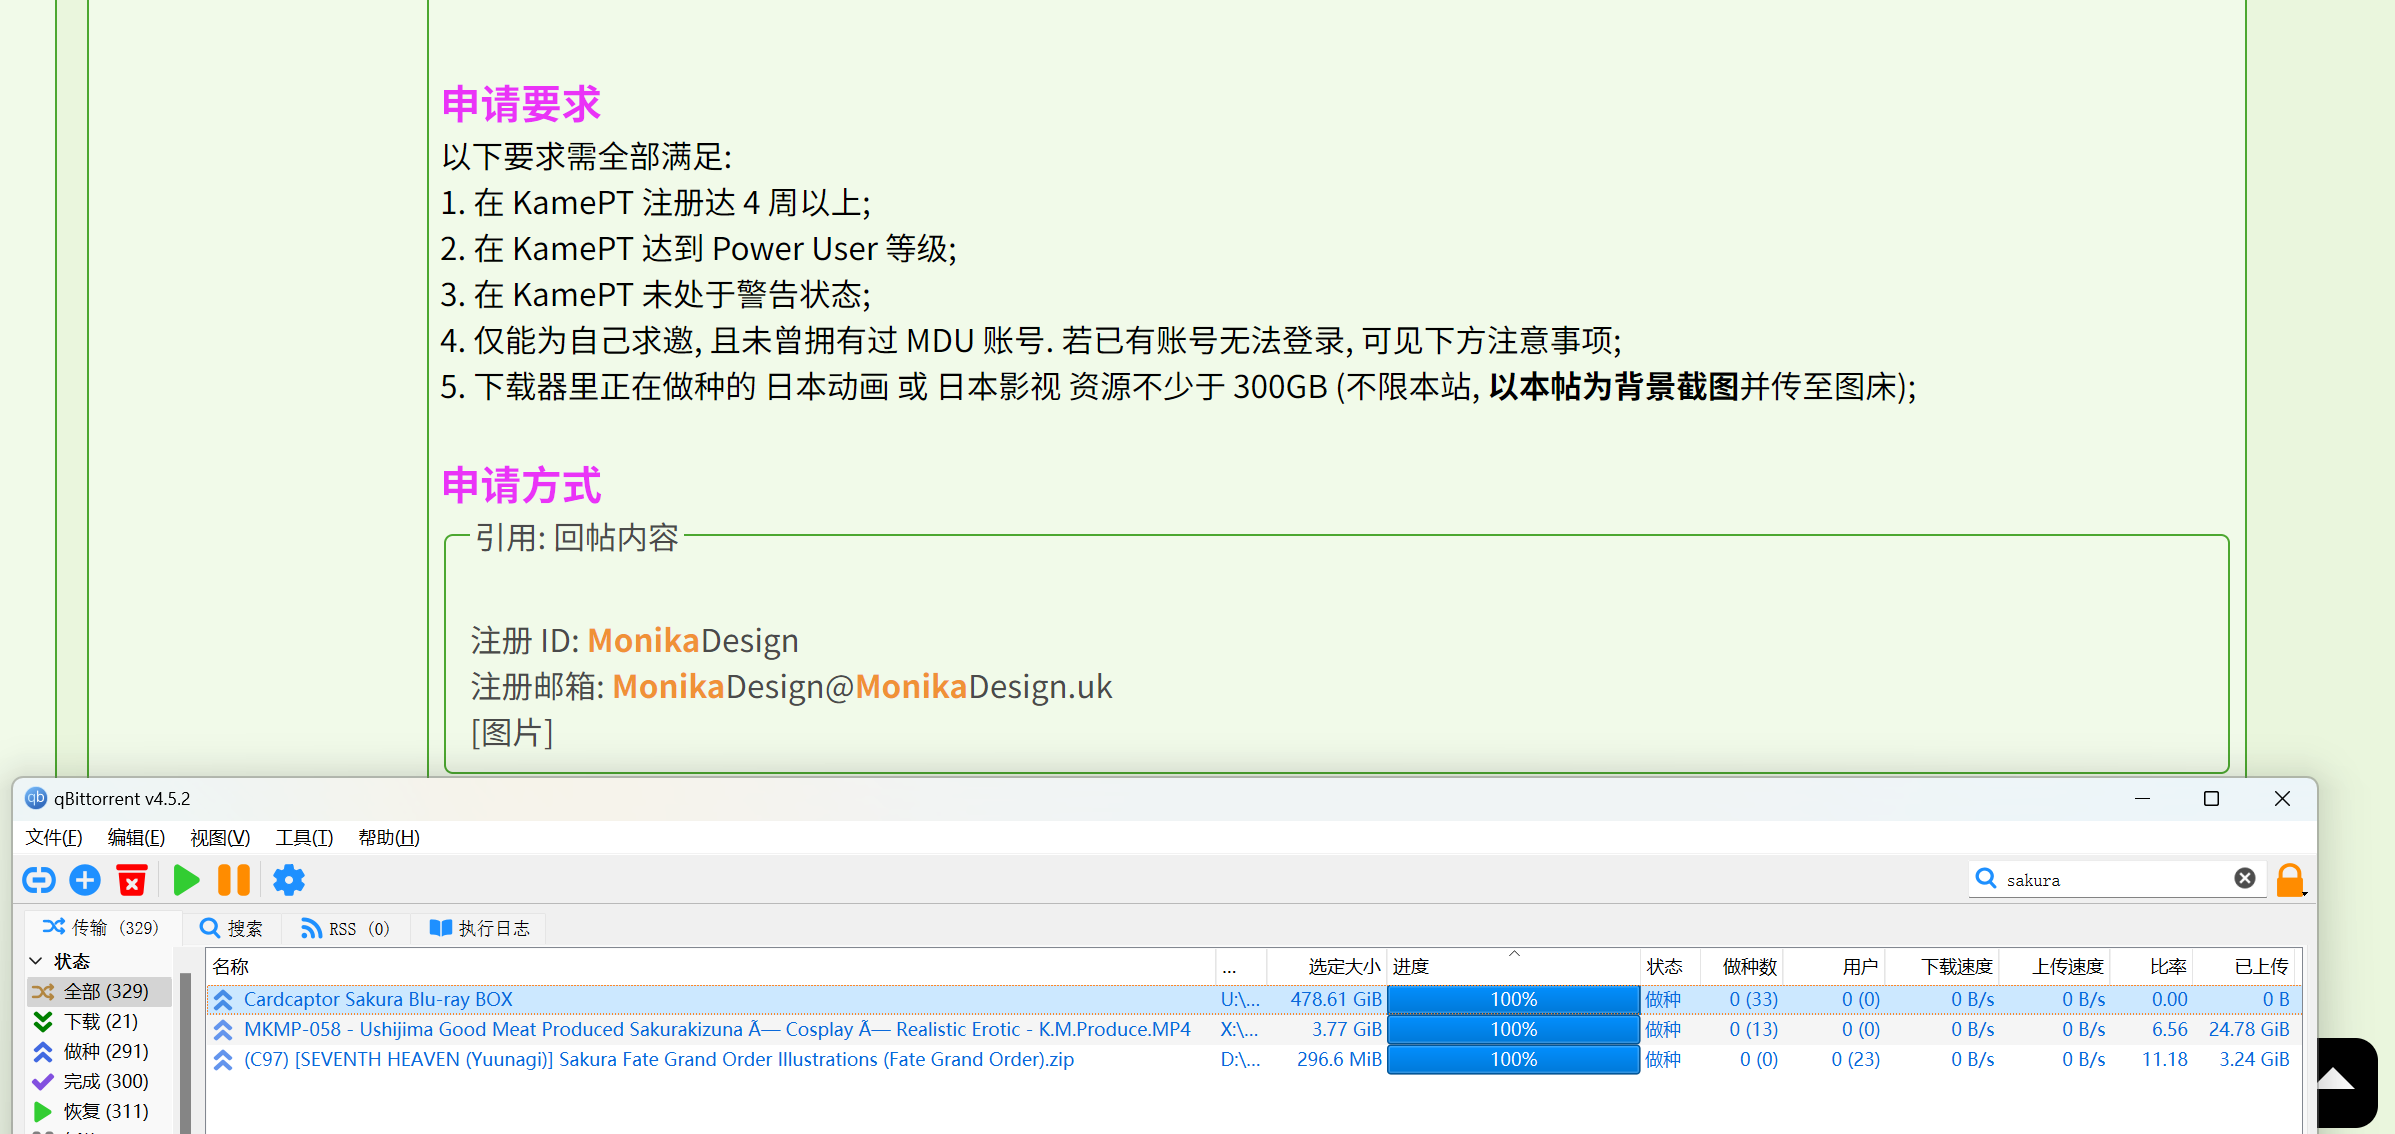 申请要求
以下要求需全部满足:
1. 在 KamePT 注册达 4 周以上;
2. 在 KamePT 达到 Power User 等级;
3. 在 KamePT 未处于警告状态;
4. 仅能为自己求邀, 且未曾拥有过 MDU 账号. 若已有账号无法登录, 可见下方注意事项;
5. 下载器里正在做种的 日本动画 或 日本影视 资源不少于 300GB (不限本站, 以本帖为背景截图并传至图床);
申请方式
引用: 回帖内容
注册 ID: MonikaDesign
注册邮箱: MonikaDesign@MonikaDesign.uk
[图片]
qb qBittorrent v4.5.2
文件(F) 编辑(E) 视图(V) 工具(T) 帮助(H)
sakura
传输 (329) 搜索 RSS (0) 执行日志
状态
全部 (329)
下载 (21)
做种 (291)
完成 (300)
恢复 (311)
名称 ... 选定大小 进度 状态 做种数 用户 下载速度 上传速度 比率 已上传
Cardcaptor Sakura Blu-ray BOX U:\... 478.61 GiB 100% 做种 0 (33) 0 (0) 0 B/s 0 B/s 0.00 0 B
MKMP-058 - Ushijima Good Meat Produced Sakurakizuna Ã— Cosplay Ã— Realistic Erotic - K.M.Produce.MP4 X:\... 3.77 GiB 100% 做种 0 (13) 0 (0) 0 B/s 0 B/s 6.56 24.78 GiB
(C97) [SEVENTH HEAVEN (Yuunagi)] Sakura Fate Grand Order Illustrations (Fate Grand Order).zip D:\... 296.6 MiB 100% 做种 0 (0) 0 (23) 0 B/s 0 B/s 11.18 3.24 GiB